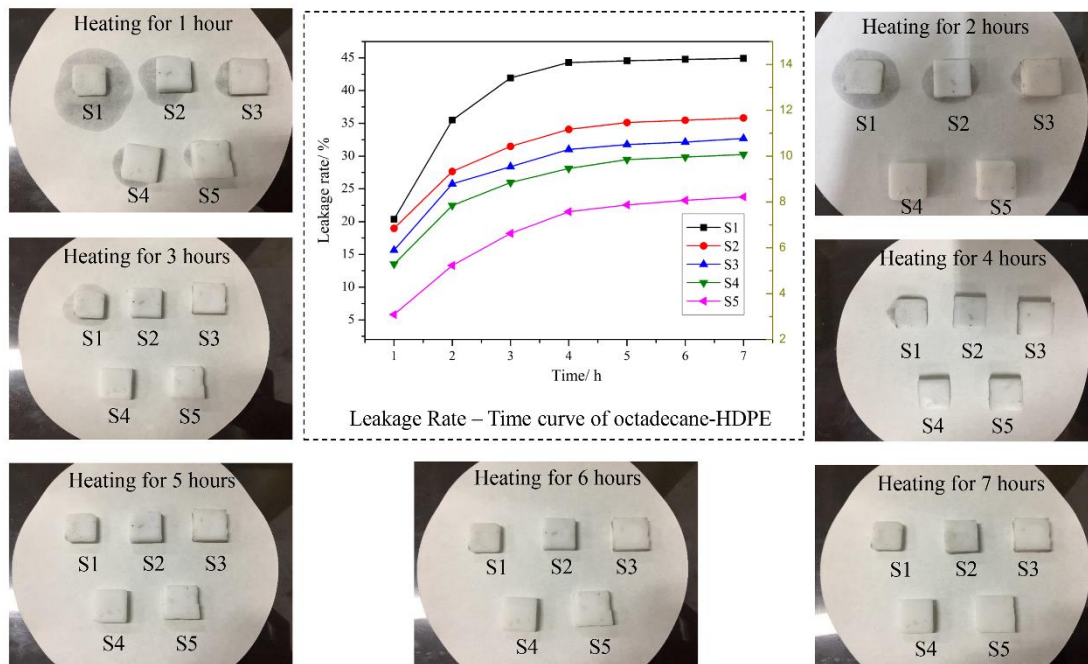 Heating for 1 hour
S1
S2
S3
S4
S5
Leakage rate/ %
45
40
35
30
25
20
15
10
5
14
12
10
8
6
4
2
S1
S2
S3
S4
S5
1 2 3 4 5 6 7
Time/ h
Leakage Rate – Time curve of octadecane-HDPE
Heating for 2 hours
S1
S2
S3
S4
S5
Heating for 3 hours
S1
S2
S3
S4
S5
Heating for 4 hours
S1
S2
S3
S4
S5
Heating for 5 hours
S1
S2
S3
S4
S5
Heating for 6 hours
S1
S2
S3
S4
S5
Heating for 7 hours
S1
S2
S3
S4
S5